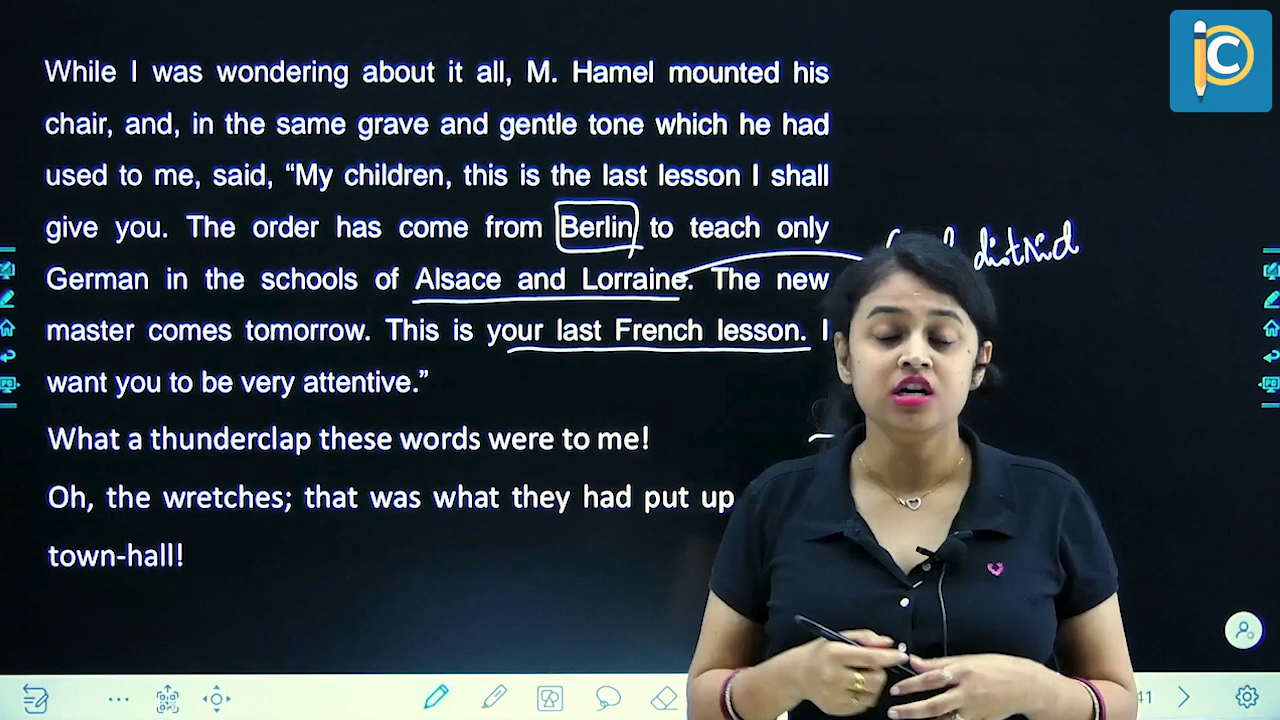 While I was wondering about it all, M. Hamel mounted his
chair, and, in the same grave and gentle tone which he had
used to me, said, “My children, this is the last lesson I shall
give you. The order has come from Berlin to teach only
district
German in the schools of Alsace and Lorraine. The new
master comes tomorrow. This is your last French lesson. I
want you to be very attentive.”
What a thunderclap these words were to me!
Oh, the wretches; that was what they had put up
town-hall!
41